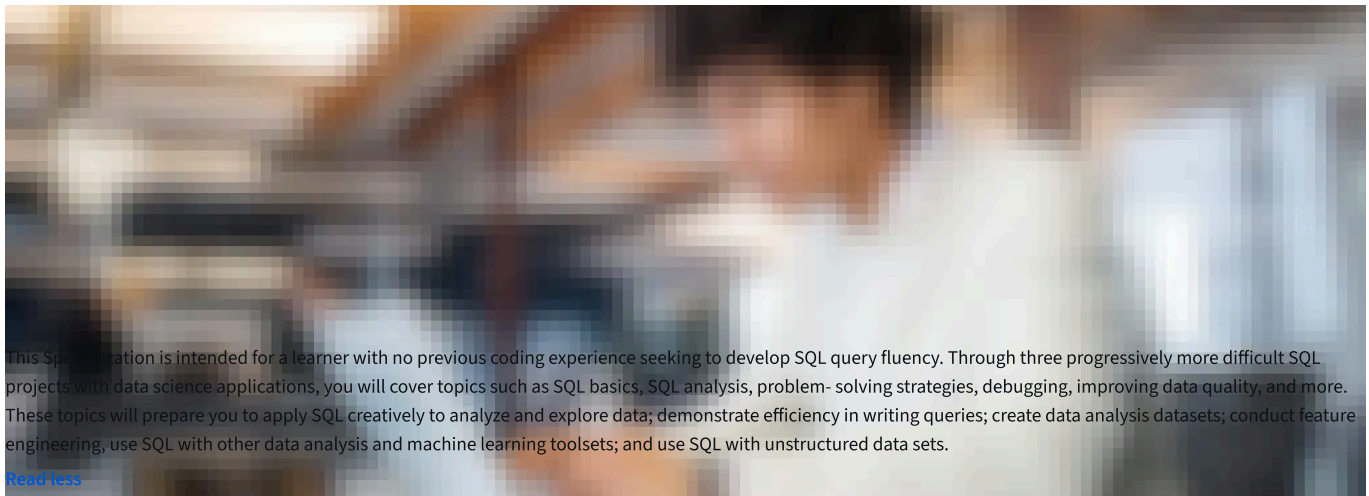 This Specialization is intended for a learner with no previous coding experience seeking to develop SQL query fluency. Through three progressively more difficult SQL
projects with data science applications, you will cover topics such as SQL basics, SQL analysis, problem- solving strategies, debugging, improving data quality, and more.
These topics will prepare you to apply SQL creatively to analyze and explore data; demonstrate efficiency in writing queries; create data analysis datasets; conduct feature
engineering, use SQL with other data analysis and machine learning toolsets; and use SQL with unstructured data sets.
Read less